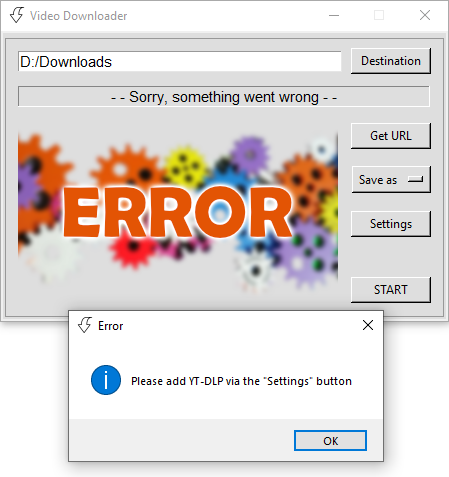 Video Downloader
D:/Downloads
Destination
- - Sorry, something went wrong - -
Get URL
Save as
Settings
START
ERROR
Error
Please add YT-DLP via the "Settings" button
OK